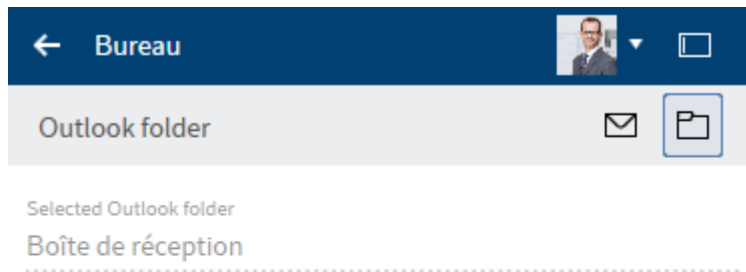 Bureau
Outlook folder
Selected Outlook folder
Boîte de réception